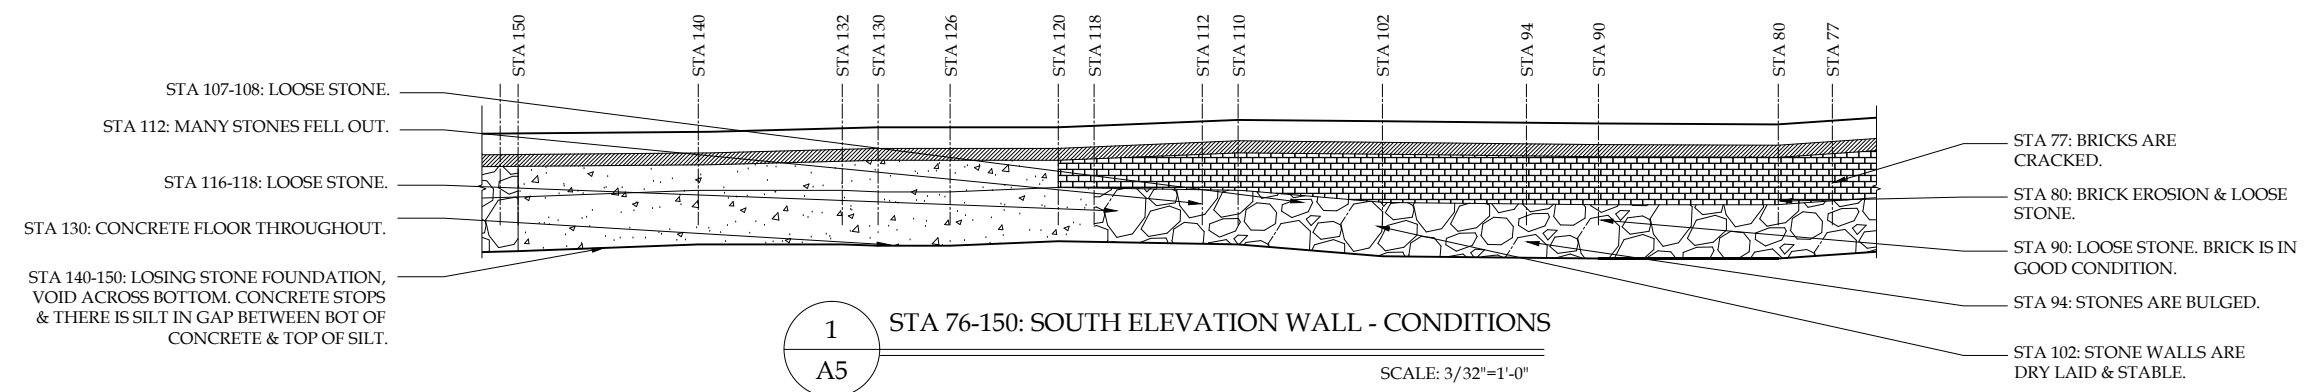 STA 150
STA 140
STA 132
STA 130
STA 126
STA 120
STA 118
STA 112
STA 110
STA 102
STA 94
STA 90
STA 80
STA 77
STA 107-108: LOOSE STONE.
STA 112: MANY STONES FELL OUT.
STA 116-118: LOOSE STONE.
STA 130: CONCRETE FLOOR THROUGHOUT.
STA 140-150: LOSING STONE FOUNDATION,
VOID ACROSS BOTTOM. CONCRETE STOPS
& THERE IS SILT IN GAP BETWEEN BOT OF
CONCRETE & TOP OF SILT.
STA 77: BRICKS ARE
CRACKED.
STA 80: BRICK EROSION & LOOSE
STONE.
STA 90: LOOSE STONE. BRICK IS IN
GOOD CONDITION.
STA 94: STONES ARE BULGED.
STA 102: STONE WALLS ARE
DRY LAID & STABLE.
1
A5
STA 76-150: SOUTH ELEVATION WALL - CONDITIONS
SCALE: 3/32"=1'-0"